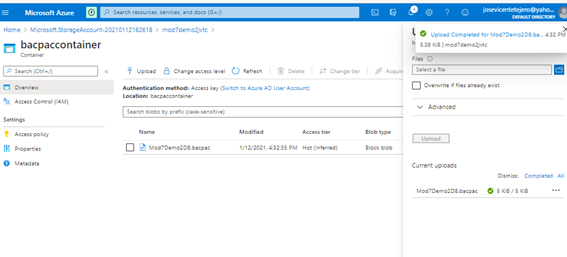 Microsoft Azure
Search resources, services, and docs (G+/)
4
josevicentetejero@yaho...
DEFAULT DIRECTORY
Home > Microsoft.StorageAccount-20210112162618 > mod7demo2jvtc >
bacpaccontainer
Container
Search (Ctrl+/)
Overview
Access Control (IAM)
Settings
Access policy
Properties
Metadata
Upload
Change access level
Refresh
Delete
Change tier
Acquire
Authentication method: Access key (Switch to Azure AD User Account)
Location: bacpaccontainer
Search blobs by prefix (case-sensitive)
Name
Modified
Access tier
Blob type
Mod7Demo2DB.bacpac
1/12/2021, 4:32:35 PM
Hot (Inferred)
Block blob
U
Upload Completed for Mod7Demo2DB.ba...
4:32 PM
5.38 KiB | mod7demo2jvtc
Files
Select a file
Overwrite if files already exist
Advanced
Upload
Current uploads
Dismiss: Completed All
Mod7Demo2DB.bacpac
5 KiB / 5 KiB